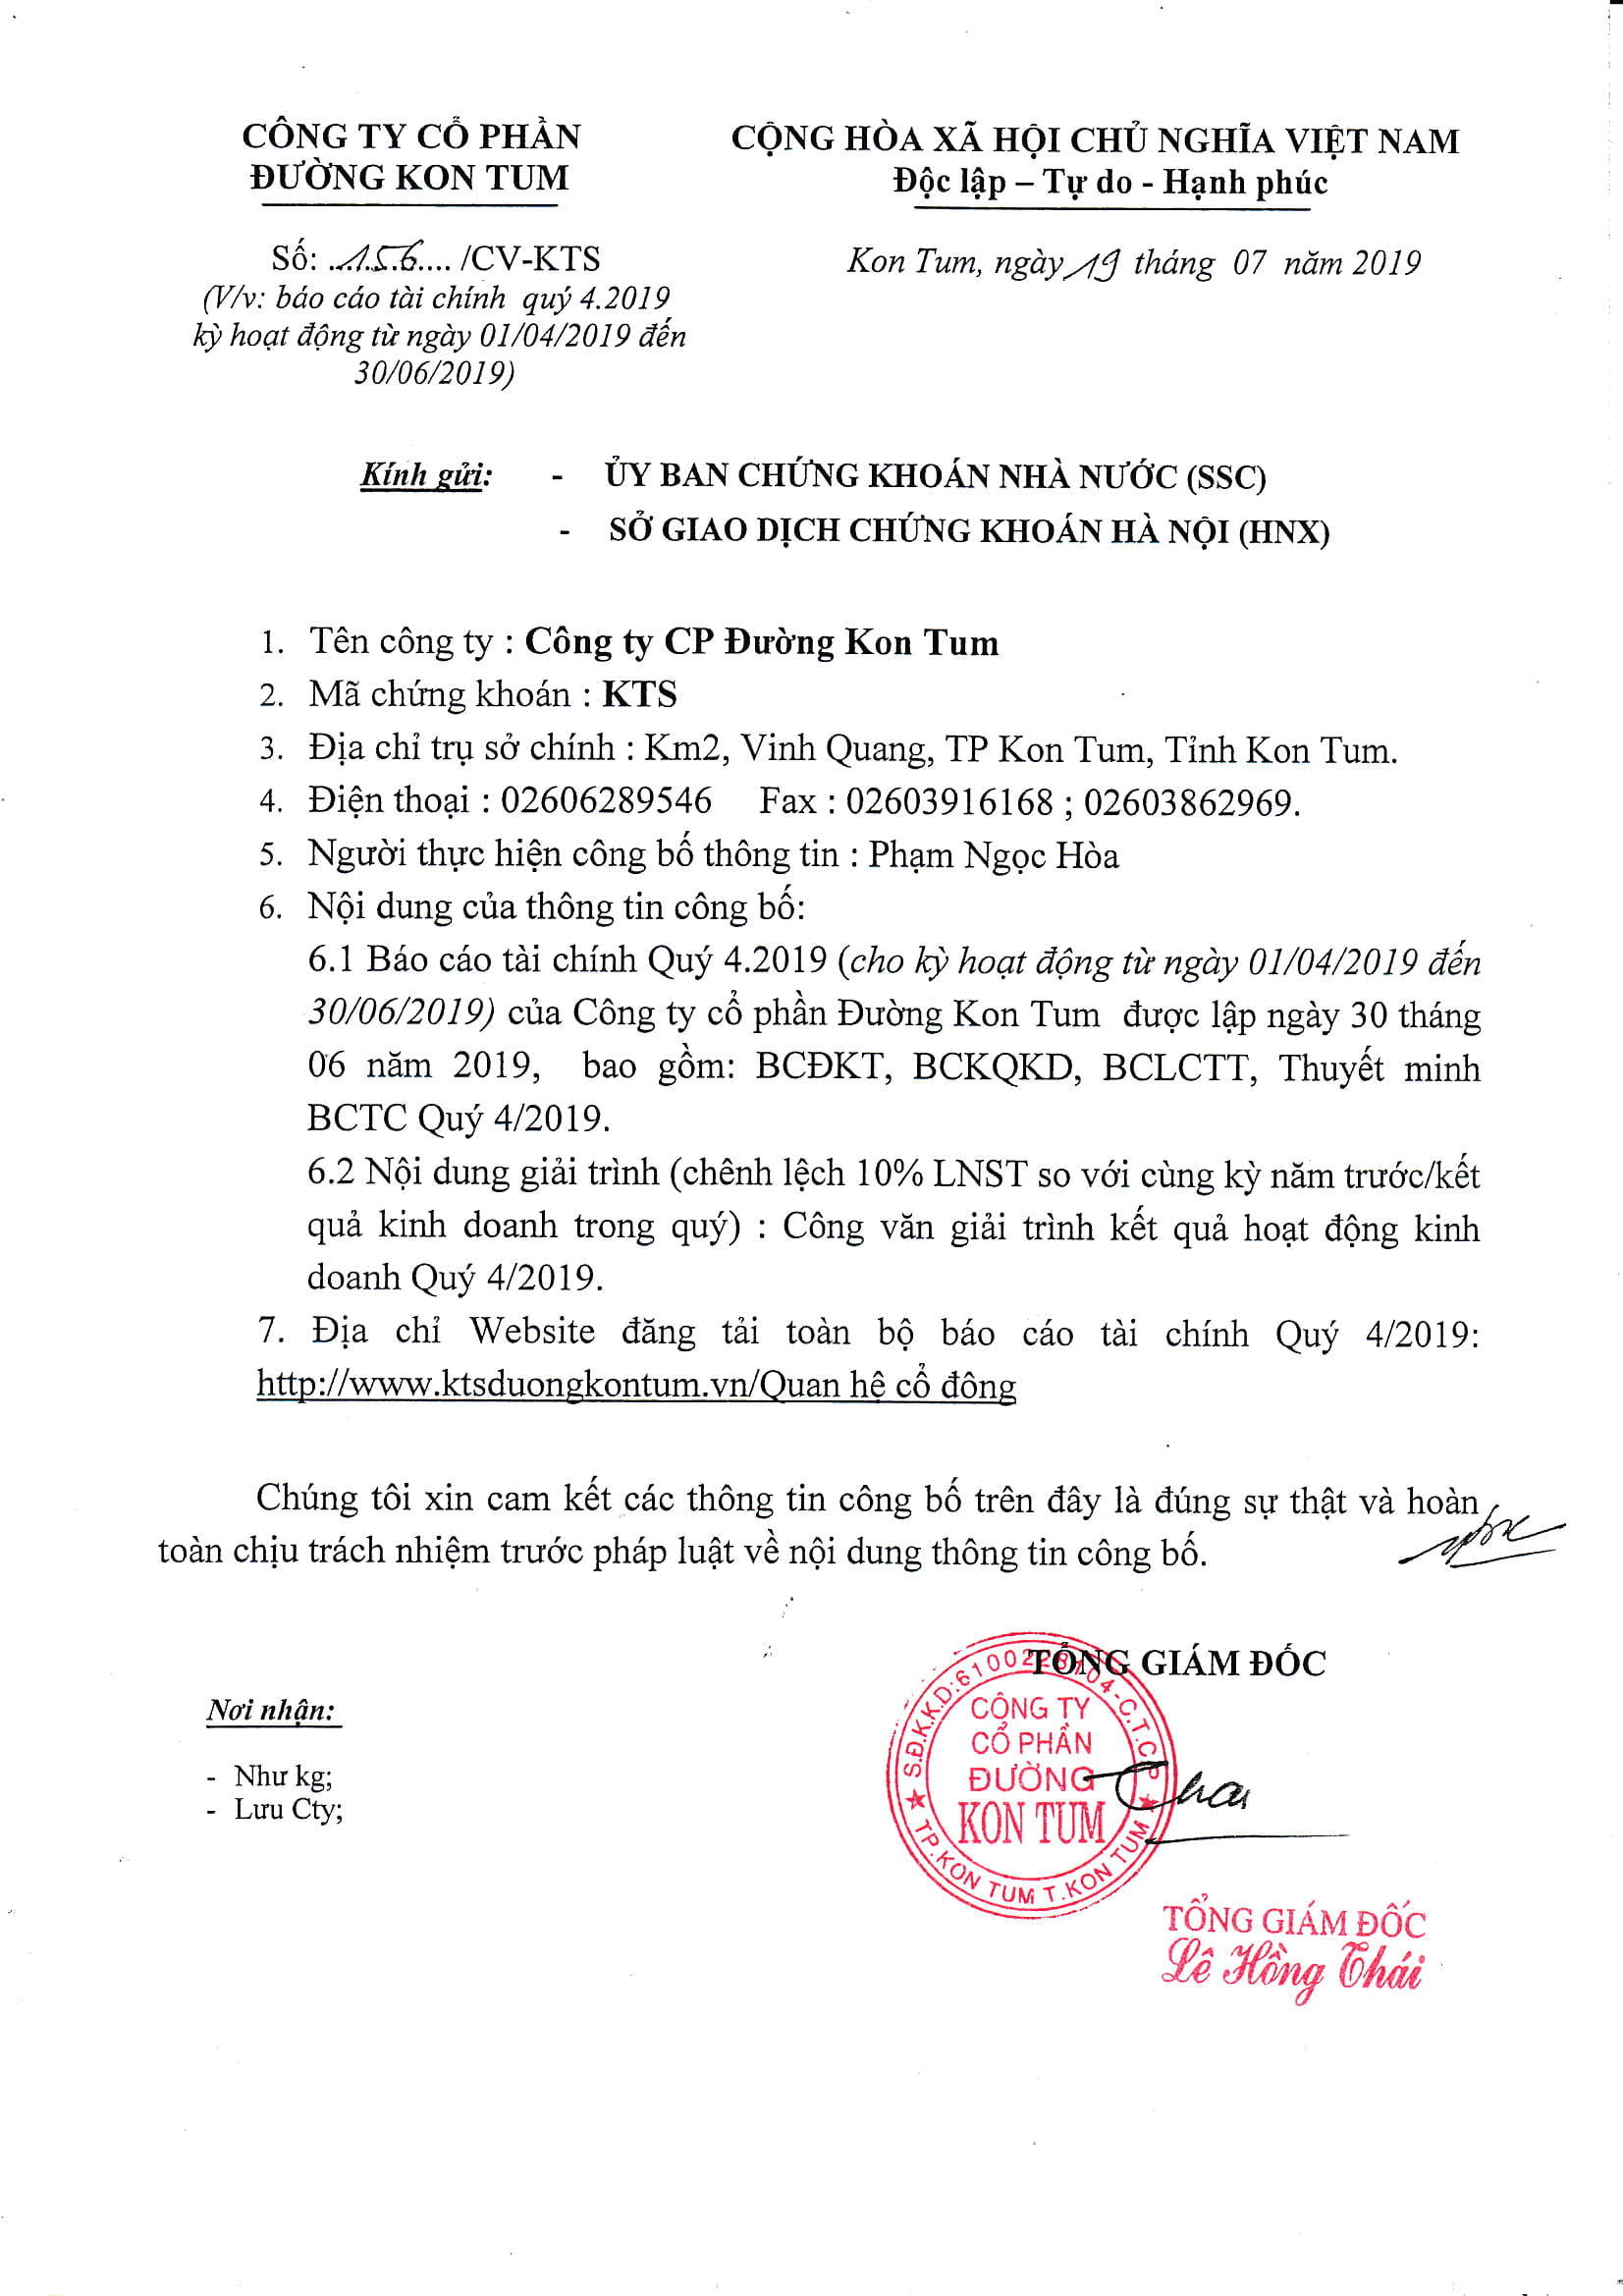 CÔNG TY CỔ PHẦN
ĐƯỜNG KON TUM
CỘNG HÒA XÃ HỘI CHỦ NGHĨA VIỆT NAM
Độc lập – Tự do - Hạnh phúc
Số: ..156.... /CV-KTS
(V/v: báo cáo tài chính quý 4.2019
kỳ hoạt động từ ngày 01/04/2019 đến
30/06/2019)
Kon Tum, ngày 19 tháng 07 năm 2019
Kính gửi: - ỦY BAN CHỨNG KHOÁN NHÀ NƯỚC (SSC)
- SỞ GIAO DỊCH CHỨNG KHOÁN HÀ NỘI (HNX)
1. Tên công ty : Công ty CP Đường Kon Tum
2. Mã chứng khoán : KTS
3. Địa chỉ trụ sở chính : Km2, Vinh Quang, TP Kon Tum, Tỉnh Kon Tum.
4. Điện thoại : 02606289546 Fax : 02603916168 ; 02603862969.
5. Người thực hiện công bố thông tin : Phạm Ngọc Hòa
6. Nội dung của thông tin công bố:
6.1 Báo cáo tài chính Quý 4.2019 (cho kỳ hoạt động từ ngày 01/04/2019 đến
30/06/2019) của Công ty cổ phần Đường Kon Tum được lập ngày 30 tháng
06 năm 2019, bao gồm: BCĐKT, BCKQKD, BCLCTT, Thuyết minh
BCTC Quý 4/2019.
6.2 Nội dung giải trình (chênh lệch 10% LNST so với cùng kỳ năm trước/kết
quả kinh doanh trong quý) : Công văn giải trình kết quả hoạt động kinh
doanh Quý 4/2019.
7. Địa chỉ Website đăng tải toàn bộ báo cáo tài chính Quý 4/2019:
http://www.ktsduongkontum.vn/Quan hệ cổ đông
Chúng tôi xin cam kết các thông tin công bố trên đây là đúng sự thật và hoàn
toàn chịu trách nhiệm trước pháp luật về nội dung thông tin công bố.
TỔNG GIÁM ĐỐC
Nơi nhận:
- Như kg;
- Lưu Cty;
S.Đ.K.K.D:6100228104-C.T.C.P
CÔNG TY
CỔ PHẦN
ĐƯỜNG
KON TUM
TP.KON TUM T.KON TUM
TỔNG GIÁM ĐỐC
Lê Hồng Thái